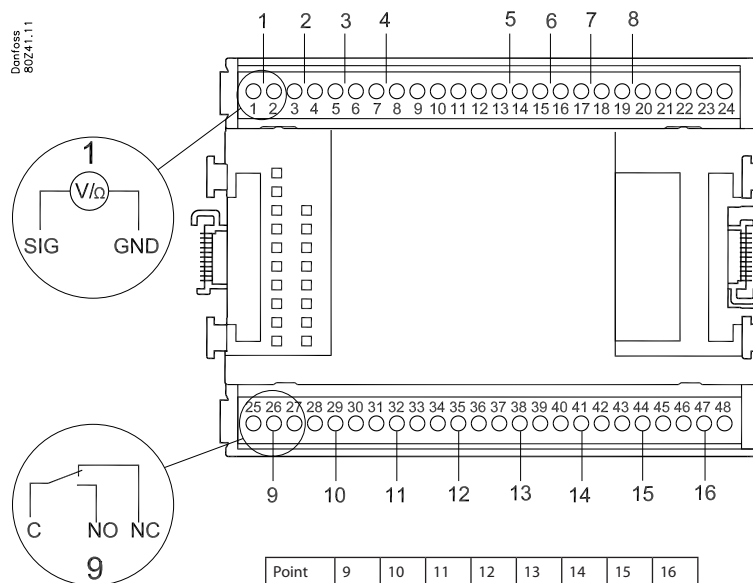 Danfoss
80Z41.11
1 2 3 4 5 6 7 8
1 2 3 4 5 6 7 8 9 10 11 12 13 14 15 16 17 18 19 20 21 22 23 24
1
V/Ω
SIG GND
25 26 27 28 29 30 31 32 33 34 35 36 37 38 39 40 41 42 43 44 45 46 47 48
9 10 11 12 13 14 15 16
C NO NC
9
Point 9 10 11 12 13 14 15 16